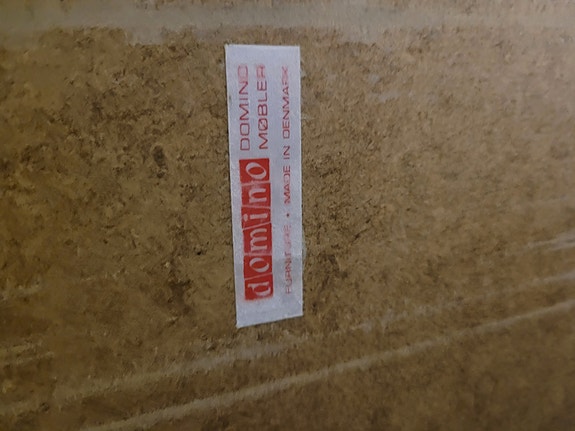 domino
DOMINO
MØBLER
FURNITURE • MADE IN DENMARK